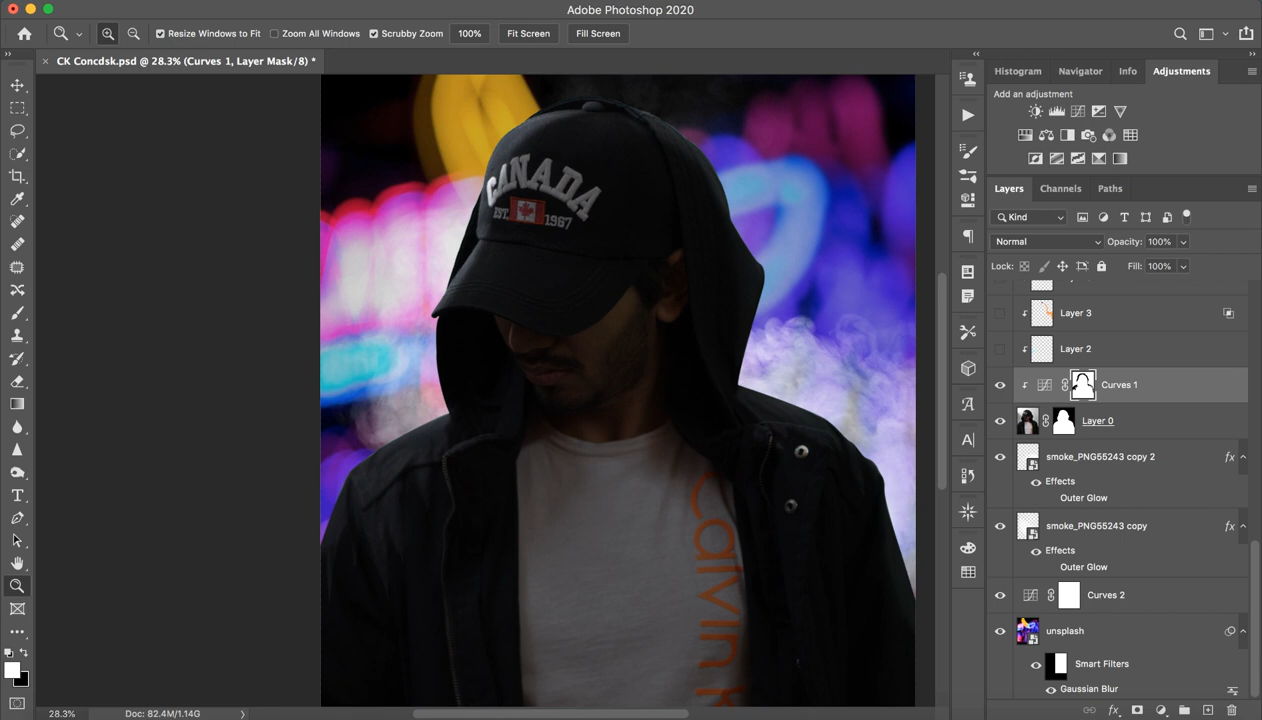 Adobe Photoshop 2020
Resize Windows to Fit
Zoom All Windows
Scrubby Zoom
100%
Fit Screen
Fill Screen
CK Concdsk.psd @ 28.3% (Curves 1, Layer Mask/8) *
Histogram
Navigator
Info
Adjustments
Add an adjustment
CANADA
EST.
1967
Calvin K
Layers
Channels
Paths
Kind
Normal
Opacity: 100%
Lock:
Fill: 100%
Layer 3
Layer 2
Curves 1
Layer 0
smoke_PNG55243 copy 2
fx
Effects
Outer Glow
smoke_PNG55243 copy
fx
Effects
Outer Glow
Curves 2
unsplash
Smart Filters
Gaussian Blur
28.3%
Doc: 82.4M/1.14G
fx